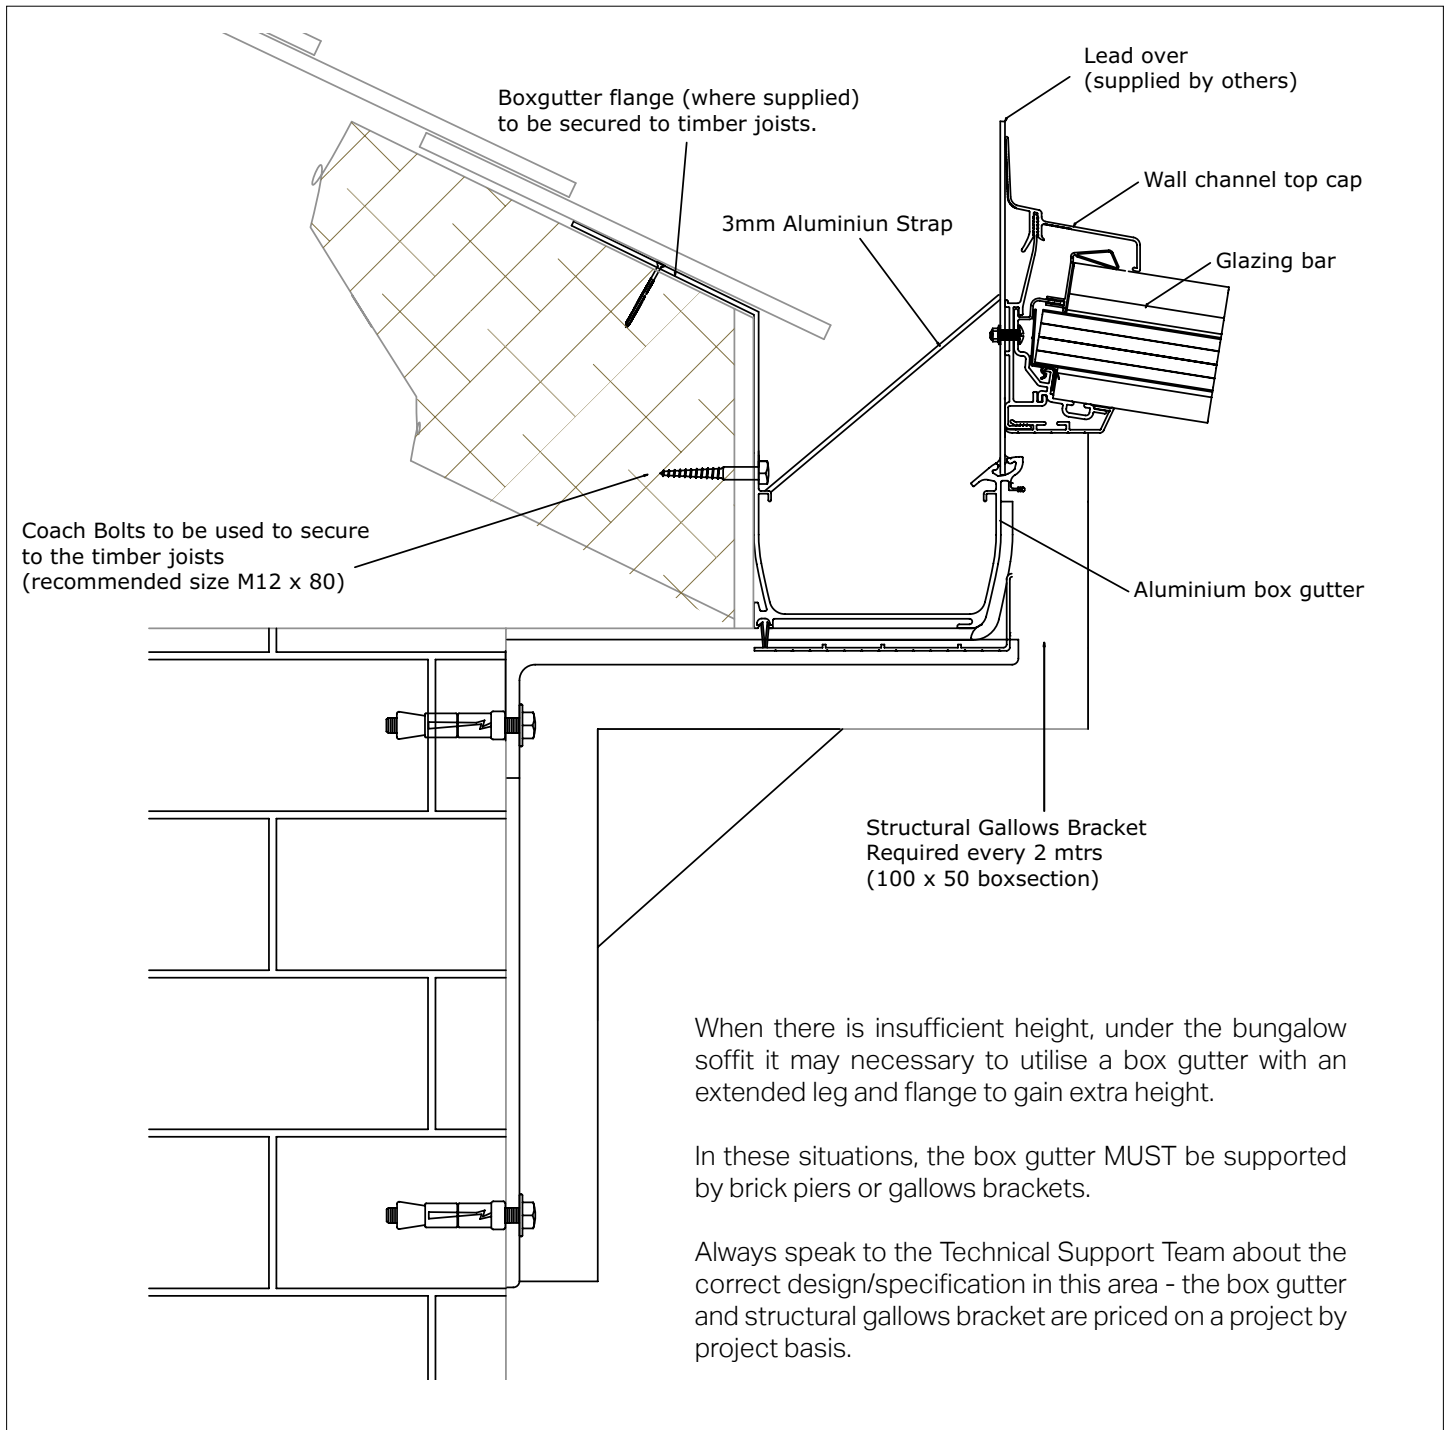 Lead over
(supplied by others)
Boxgutter flange (where supplied)
to be secured to timber joists.
Wall channel top cap
3mm Aluminiun Strap
Glazing bar
Coach Bolts to be used to secure
to the timber joists
(recommended size M12 x 80)
Aluminium box gutter
Structural Gallows Bracket
Required every 2 mtrs
(100 x 50 boxsection)
When there is insufficient height, under the bungalow
soffit it may necessary to utilise a box gutter with an
extended leg and flange to gain extra height.
In these situations, the box gutter MUST be supported
by brick piers or gallows brackets.
Always speak to the Technical Support Team about the
correct design/specification in this area - the box gutter
and structural gallows bracket are priced on a project by
project basis.